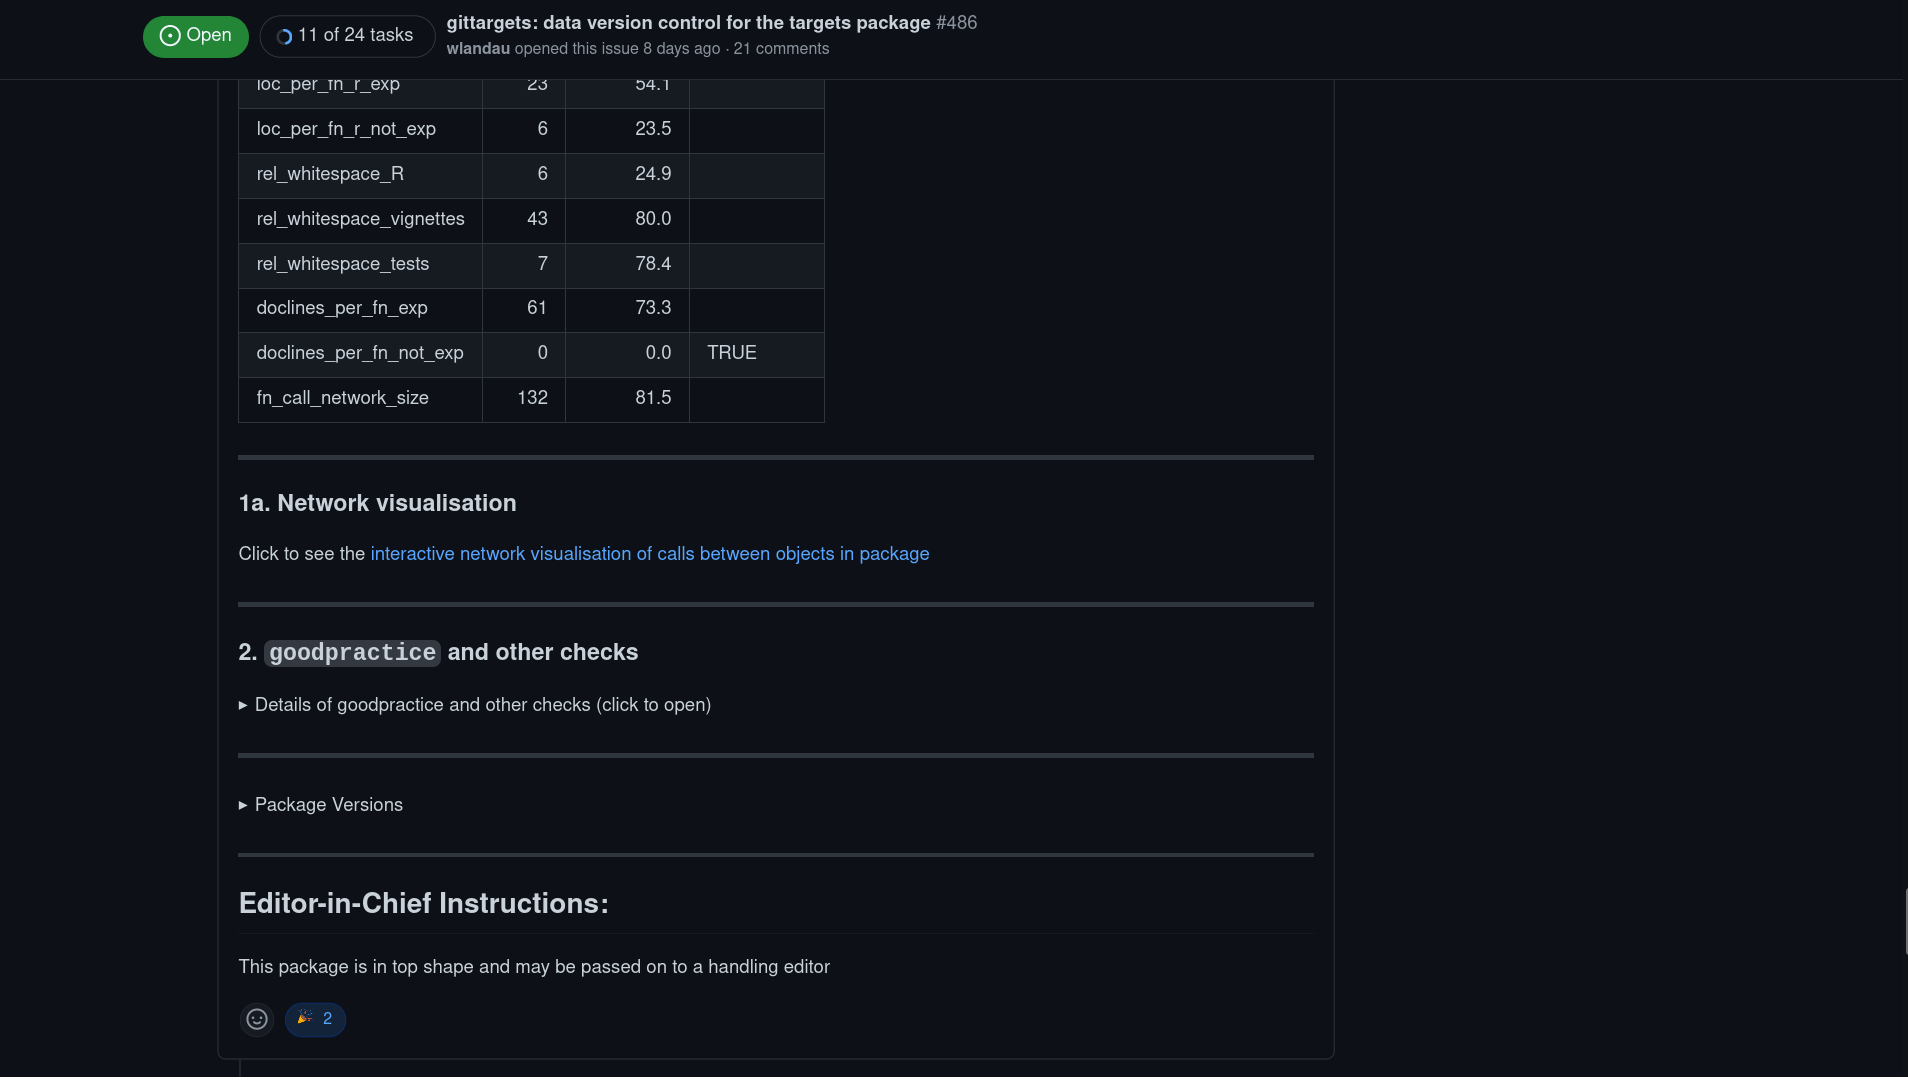 Open
11 of 24 tasks
gittargets: data version control for the targets package #486
wlandau opened this issue 8 days ago · 21 comments
loc_per_fn_r_exp 23 54.1
loc_per_fn_r_not_exp 6 23.5
rel_whitespace_R 6 24.9
rel_whitespace_vignettes 43 80.0
rel_whitespace_tests 7 78.4
doclines_per_fn_exp 61 73.3
doclines_per_fn_not_exp 0 0.0 TRUE
fn_call_network_size 132 81.5
1a. Network visualisation
Click to see the interactive network visualisation of calls between objects in package
2. goodpractice and other checks
▸ Details of goodpractice and other checks (click to open)
▸ Package Versions
Editor-in-Chief Instructions:
This package is in top shape and may be passed on to a handling editor
🎉 2